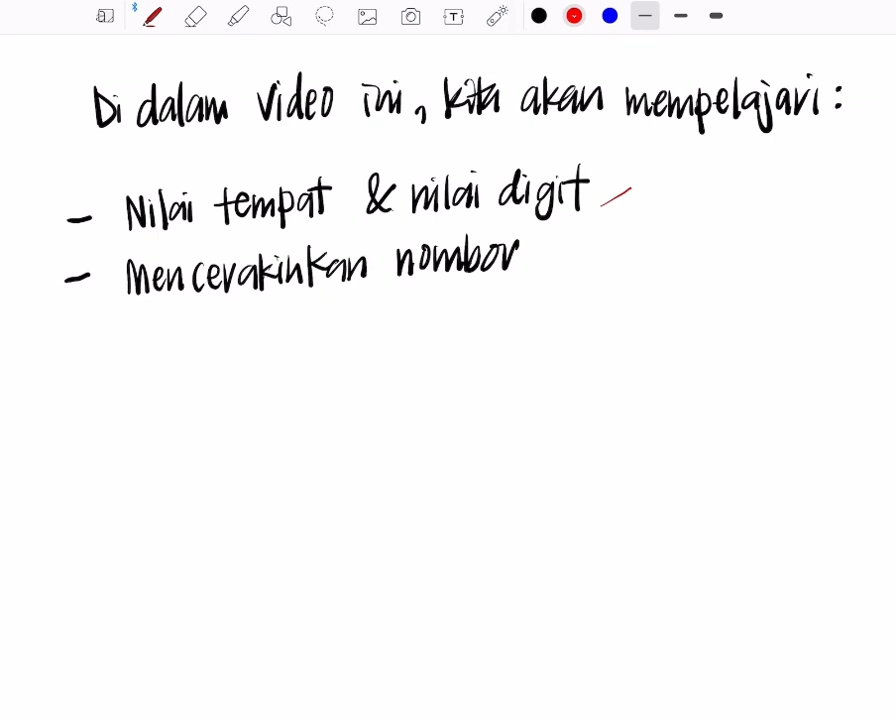 Di dalam video ini, kita akan mempelajari:
- Nilai tempat & nilai digit
- Mencerakinkan nombor